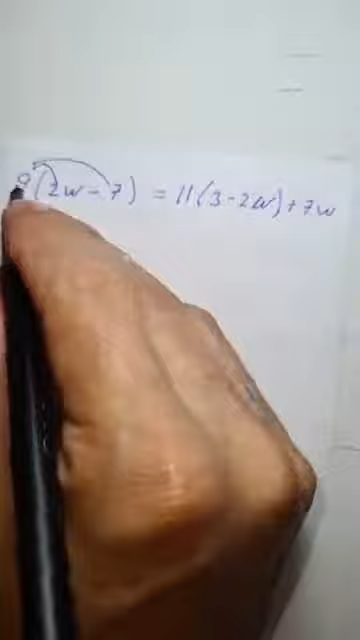 (2w - 7) = 11(3 - 2w) + 7w